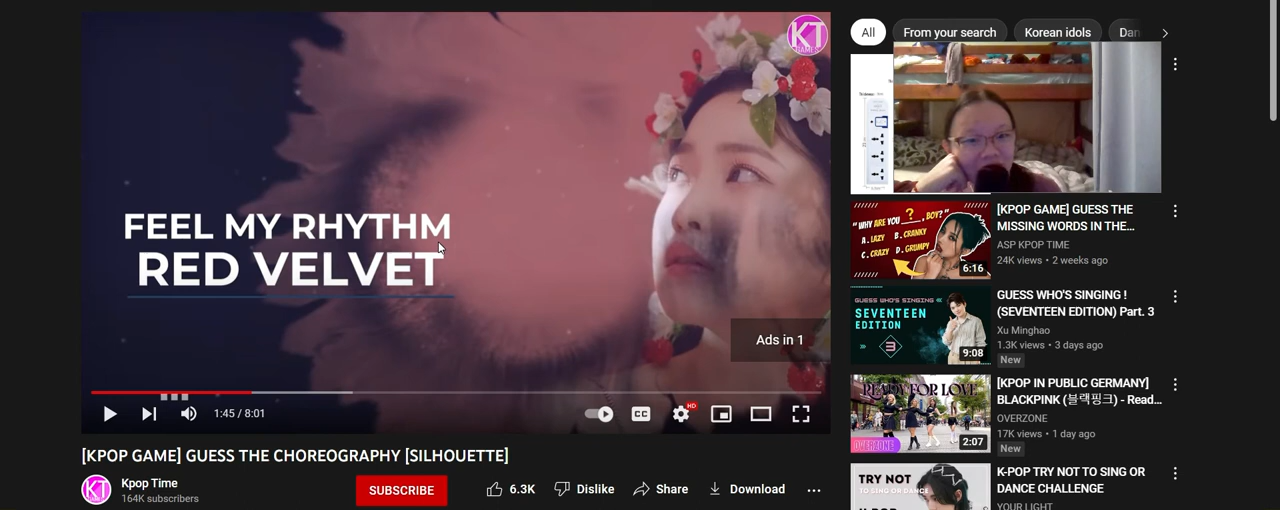 KT
GAMES
FEEL MY RHYTHM
RED VELVET
Ads in 1
1:45 / 8:01
CC
HD
[KPOP GAME] GUESS THE CHOREOGRAPHY [SILHOUETTE]
KT
Kpop Time
164K subscribers
SUBSCRIBE
6.3K
Dislike
Share
Download
All
From your search
Korean idols
Dan
"WHY ARE YOU ?, BOY?"
A. LAZY B. CRANKY
C. CRAZY D. GRUMPY
6:16
[KPOP GAME] GUESS THE
MISSING WORDS IN THE...
ASP KPOP TIME
24K views • 2 weeks ago
GUESS WHO'S SINGING
SEVENTEEN
EDITION
3
9:08
GUESS WHO'S SINGING !
(SEVENTEEN EDITION) Part. 3
Xu Minghao
1.3K views • 3 days ago
New
READY FOR LOVE
OVERZONE
2:07
[KPOP IN PUBLIC GERMANY]
BLACKPINK (블랙핑크) - Read...
OVERZONE
17K views • 1 day ago
New
TRY NOT
TO SING OR DANCE
K-POP
K-POP TRY NOT TO SING OR
DANCE CHALLENGE
YOUR LIGHT